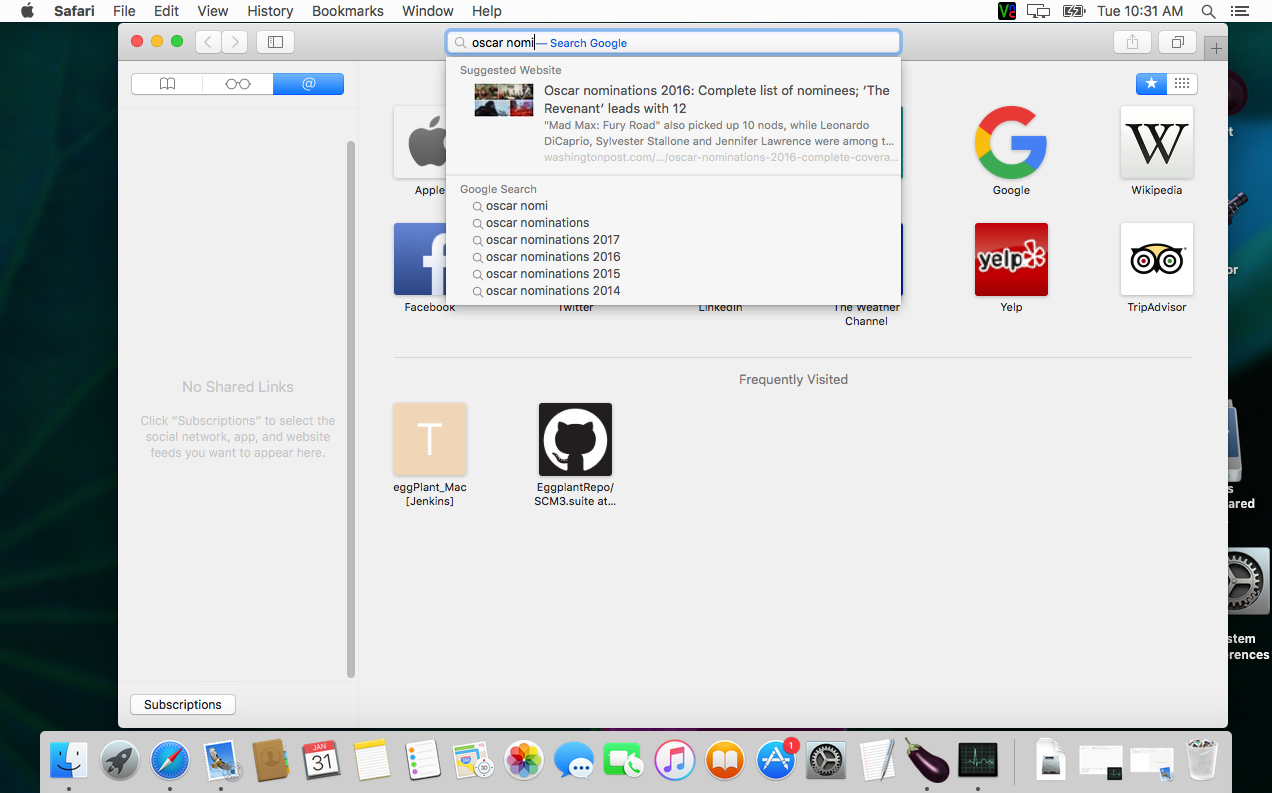 Safari File Edit View History Bookmarks Window Help
Tue 10:31 AM
oscar nomi — Search Google
Suggested Website
Oscar nominations 2016: Complete list of nominees; ‘The
Revenant’ leads with 12
"Mad Max: Fury Road" also picked up 10 nods, while Leonardo
DiCaprio, Sylvester Stallone and Jennifer Lawrence were among t...
washingtonpost.com/.../oscar-nominations-2016-complete-covera...
Google Search
oscar nomi
oscar nominations
oscar nominations 2017
oscar nominations 2016
oscar nominations 2015
oscar nominations 2014
@
Apple
Google
W
Wikipedia
f
Facebook
Twitter
LinkedIn
The Weather
Channel
yelp
Yelp
TripAdvisor
Frequently Visited
No Shared Links
Click “Subscriptions” to select the
social network, app, and website
feeds you want to appear here.
T
eggPlant_Mac
[Jenkins]
EggplantRepo/
SCM3.suite at...
t
or
s
ared
stem
rences
Subscriptions
JAN
31
3D
1